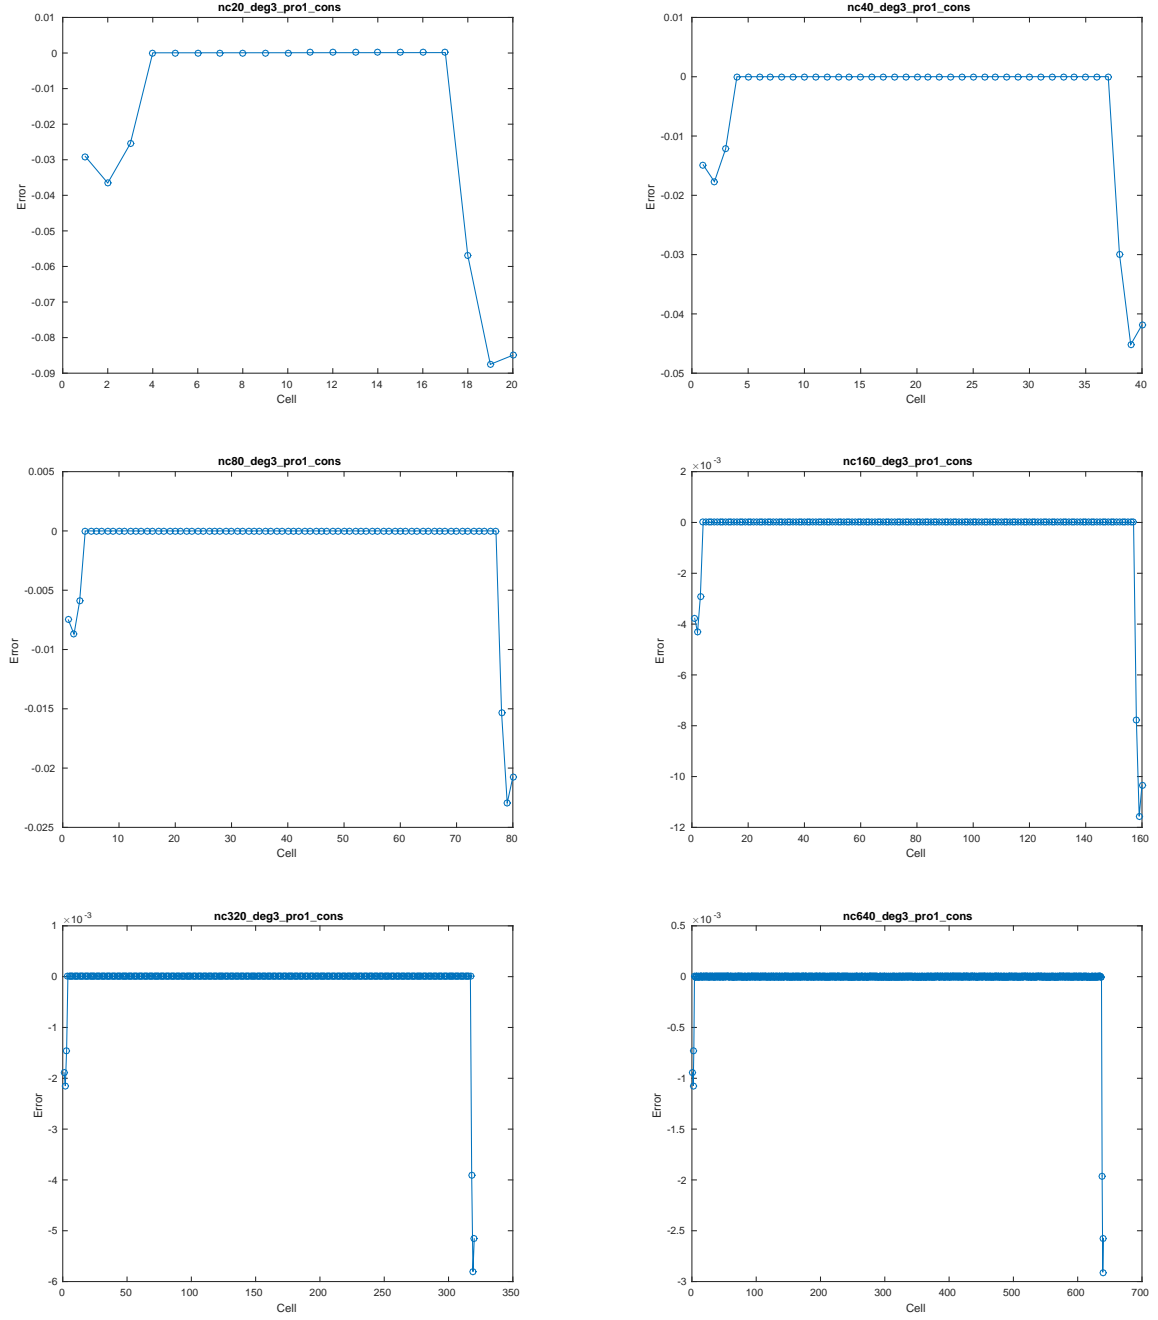 nc20_deg3_pro1_cons
0.01
0
-0.01
-0.02
-0.03
-0.04
-0.05
-0.06
-0.07
-0.08
-0.09
Error
0 2 4 6 8 10 12 14 16 18 20
Cell
nc40_deg3_pro1_cons
0.01
0
-0.01
-0.02
-0.03
-0.04
-0.05
Error
0 5 10 15 20 25 30 35 40
Cell
nc80_deg3_pro1_cons
0.005
0
-0.005
-0.01
-0.015
-0.02
-0.025
Error
0 10 20 30 40 50 60 70 80
Cell
nc160_deg3_pro1_cons
×10-3
2
0
-2
-4
-6
-8
-10
-12
Error
0 20 40 60 80 100 120 140 160
Cell
nc320_deg3_pro1_cons
×10-3
1
0
-1
-2
-3
-4
-5
-6
Error
0 50 100 150 200 250 300 350
Cell
nc640_deg3_pro1_cons
×10-3
0.5
0
-0.5
-1
-1.5
-2
-2.5
-3
Error
0 100 200 300 400 500 600 700
Cell